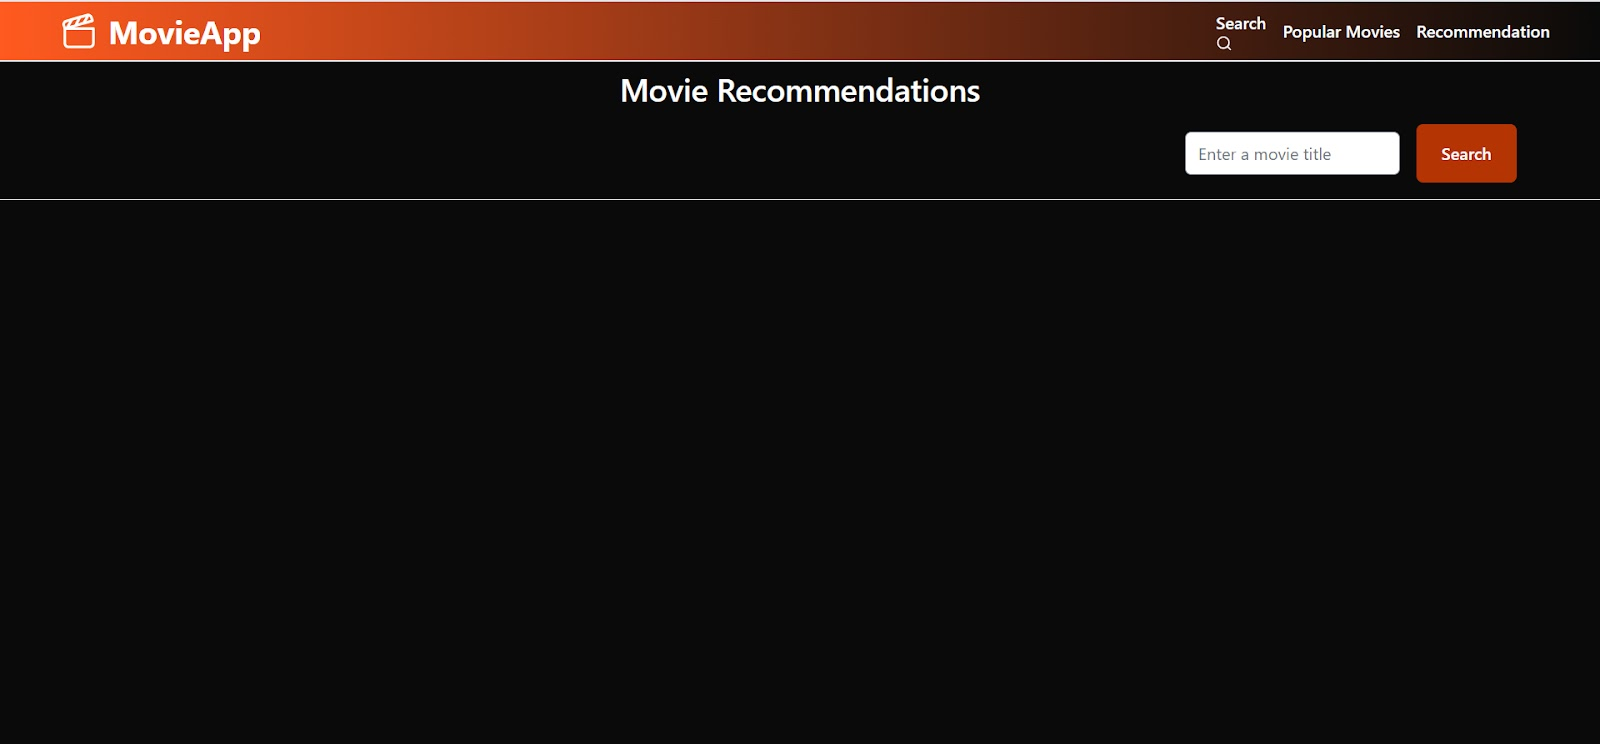 MovieApp
Search
Popular Movies
Recommendation
Movie Recommendations
Enter a movie title
Search